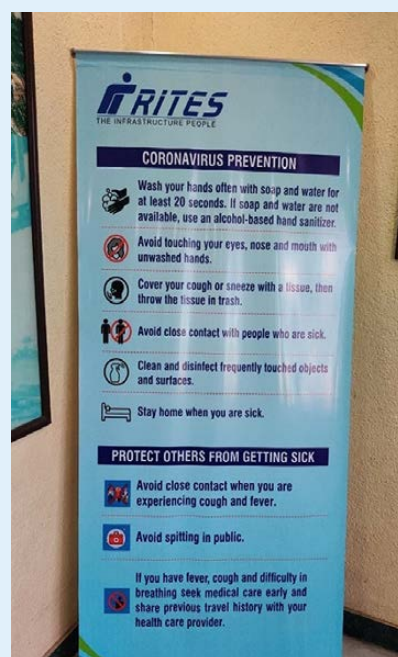 RITES
THE INFRASTRUCTURE PEOPLE
CORONAVIRUS PREVENTION
Wash your hands often with soap and water for
at least 20 seconds. If soap and water are not
available, use an alcohol-based hand sanitizer.
Avoid touching your eyes, nose and mouth with
unwashed hands.
Cover your cough or sneeze with a tissue, then
throw the tissue in trash.
Avoid close contact with people who are sick.
Clean and disinfect frequently touched objects
and surfaces.
Stay home when you are sick.
PROTECT OTHERS FROM GETTING SICK
Avoid close contact when you are
experiencing cough and fever.
Avoid spitting in public.
If you have fever, cough and difficulty in
breathing seek medical care early and
share previous travel history with your
health care provider.